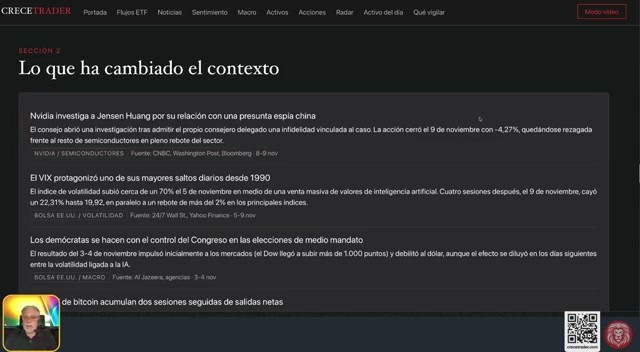 CRECETRADER Portada Flujos ETF Noticias Sentimiento Macro Activos Acciones Radar Activo del día Qué vigilar Modo vídeo
SECCIÓN 2
Lo que ha cambiado el contexto
Nvidia investiga a Jensen Huang por su relación con una presunta espía china
El consejo abrió una investigación tras admitir el propio consejero delegado una infidelidad vinculada al caso. La acción cerró el 9 de noviembre con -4,27%, quedándose rezagada
frente al resto de semiconductores en pleno rebote del sector.
NVIDIA / SEMICONDUCTORES Fuente: CNBC, Washington Post, Bloomberg · 8-9 nov
El VIX protagonizó uno de sus mayores saltos diarios desde 1990
El índice de volatilidad subió cerca de un 70% el 5 de noviembre en medio de una venta masiva de valores de inteligencia artificial. Cuatro sesiones después, el 9 de noviembre, cayó
un 22,31% hasta 19,92, en paralelo a un rebote de más del 2% en los principales índices.
BOLSA EE.UU. / VOLATILIDAD Fuente: 24/7 Wall St., Yahoo Finance · 5-9 nov
Los demócratas se hacen con el control del Congreso en las elecciones de medio mandato
El resultado del 3-4 de noviembre impulsó inicialmente a los mercados (el Dow llegó a subir más de 1.000 puntos) y debilitó al dólar, aunque el efecto se diluyó en los días siguientes
entre la volatilidad ligada a la IA.
BOLSA EE.UU. / MACRO Fuente: Al Jazeera, agencias · 3-4 nov
de bitcoin acumulan dos sesiones seguidas de salidas netas
crecetrader.com